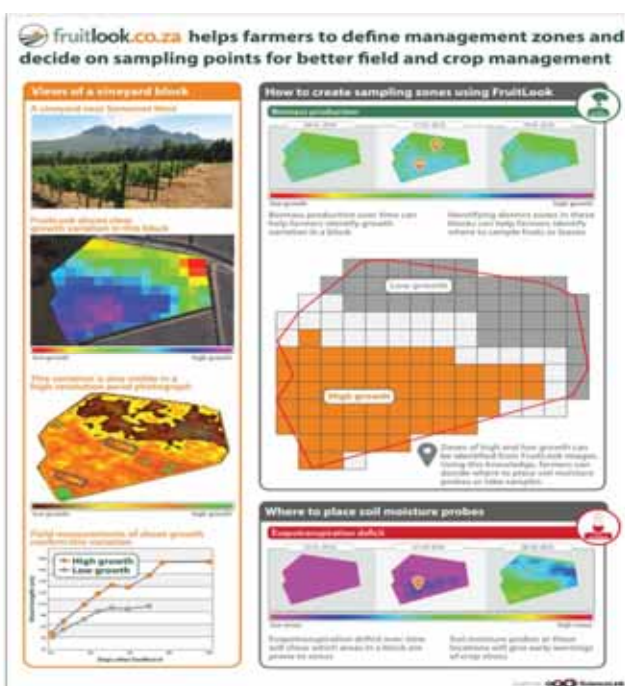 fruitlook.co.za helps farmers to define management zones and
decide on sampling points for better field and crop management
Views of a vineyard block
A vineyard near Somerset West
FruitLook shows clear
growth variation in this block
low growth
high growth
This variation is also visible in a
high resolution aerial photograph
low growth
high growth
Field measurements of shoot growth
confirm this variation
High growth
Low growth
How to create sampling zones using FruitLook
Biomass production
low growth
high growth
Biomass production over time can
help farmers identify growth
variation in a block
Identifying distinct zones in these
blocks can help farmers identify
where to sample fruits or leaves
Low growth
High growth
Zones of high and low growth can
be identified from FruitLook images.
Using this knowledge, farmers can
decide where to place soil moisture
probes or take samples.
Where to place soil moisture probes
Evapotranspiration deficit
low stress
high stress
Evapotranspiration deficit over time
will show which areas in a block are
prone to stress
Soil moisture probes at these
locations will give early warnings
of crop stress